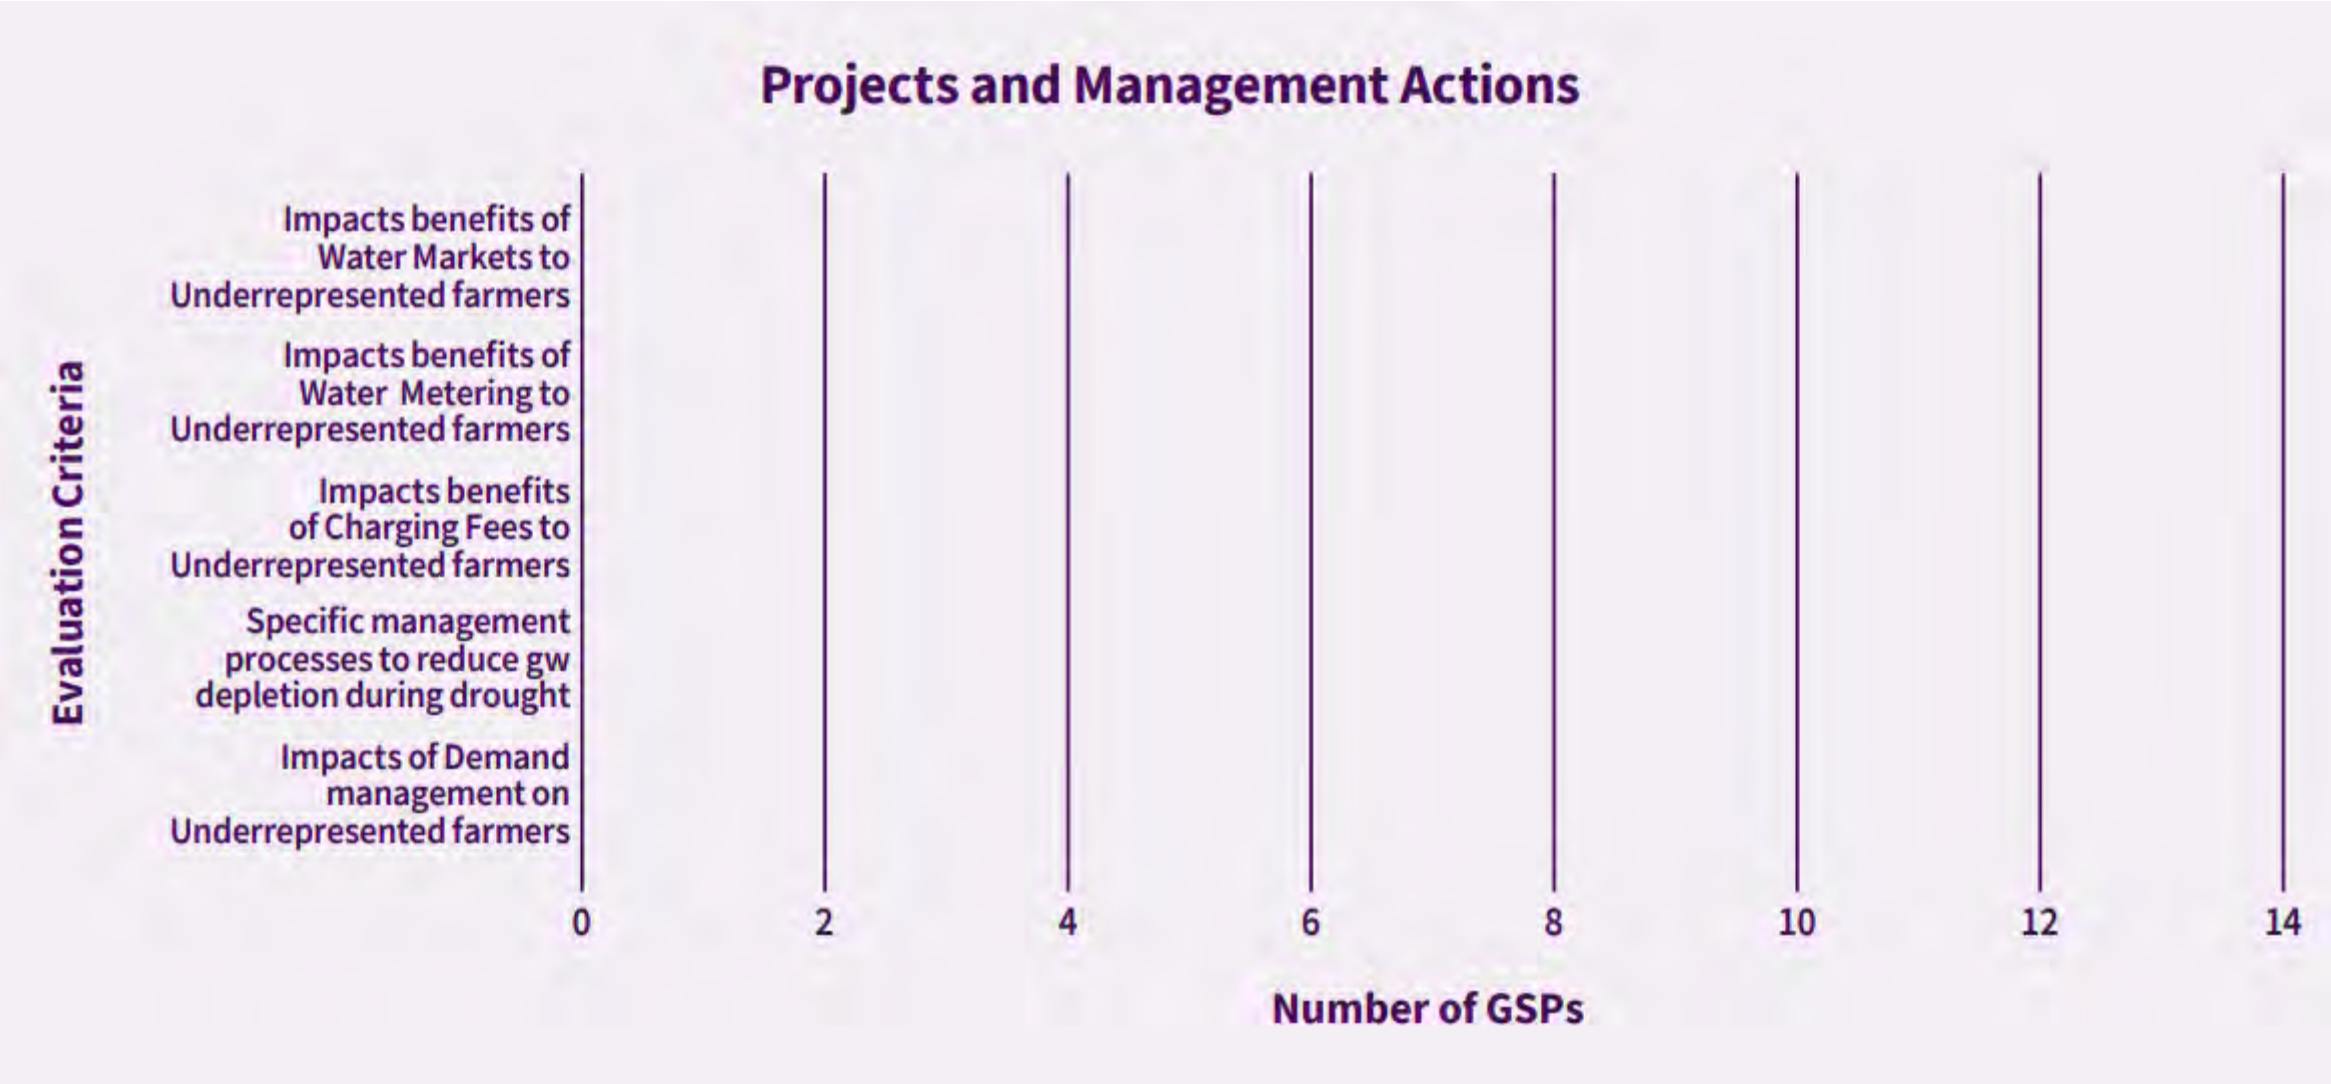 Projects and Management Actions
Evaluation Criteria
Impacts benefits of
Water Markets to
Underrepresented farmers
Impacts benefits of
Water Metering to
Underrepresented farmers
Impacts benefits
of Charging Fees to
Underrepresented farmers
Specific management
processes to reduce gw
depletion during drought
Impacts of Demand
management on
Underrepresented farmers
0 2 4 6 8 10 12 14
Number of GSPs